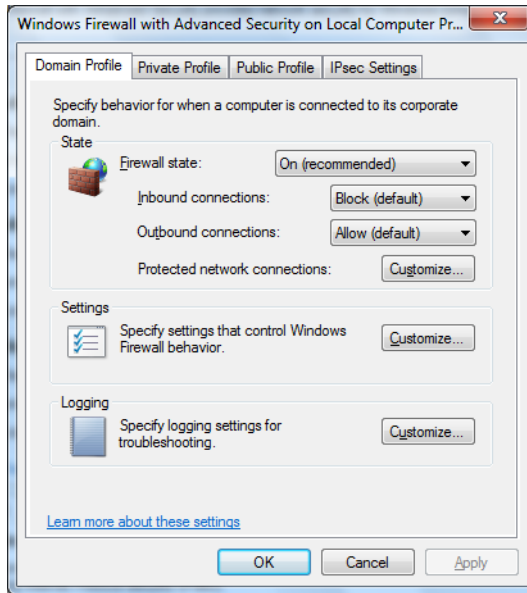 Windows Firewall with Advanced Security on Local Computer Pr...
Domain Profile Private Profile Public Profile IPsec Settings
Specify behavior for when a computer is connected to its corporate
domain.
State
Firewall state: On (recommended)
Inbound connections: Block (default)
Outbound connections: Allow (default)
Protected network connections: Customize...
Settings
Specify settings that control Windows
Firewall behavior.
Customize...
Logging
Specify logging settings for
troubleshooting.
Customize...
Learn more about these settings
OK Cancel Apply